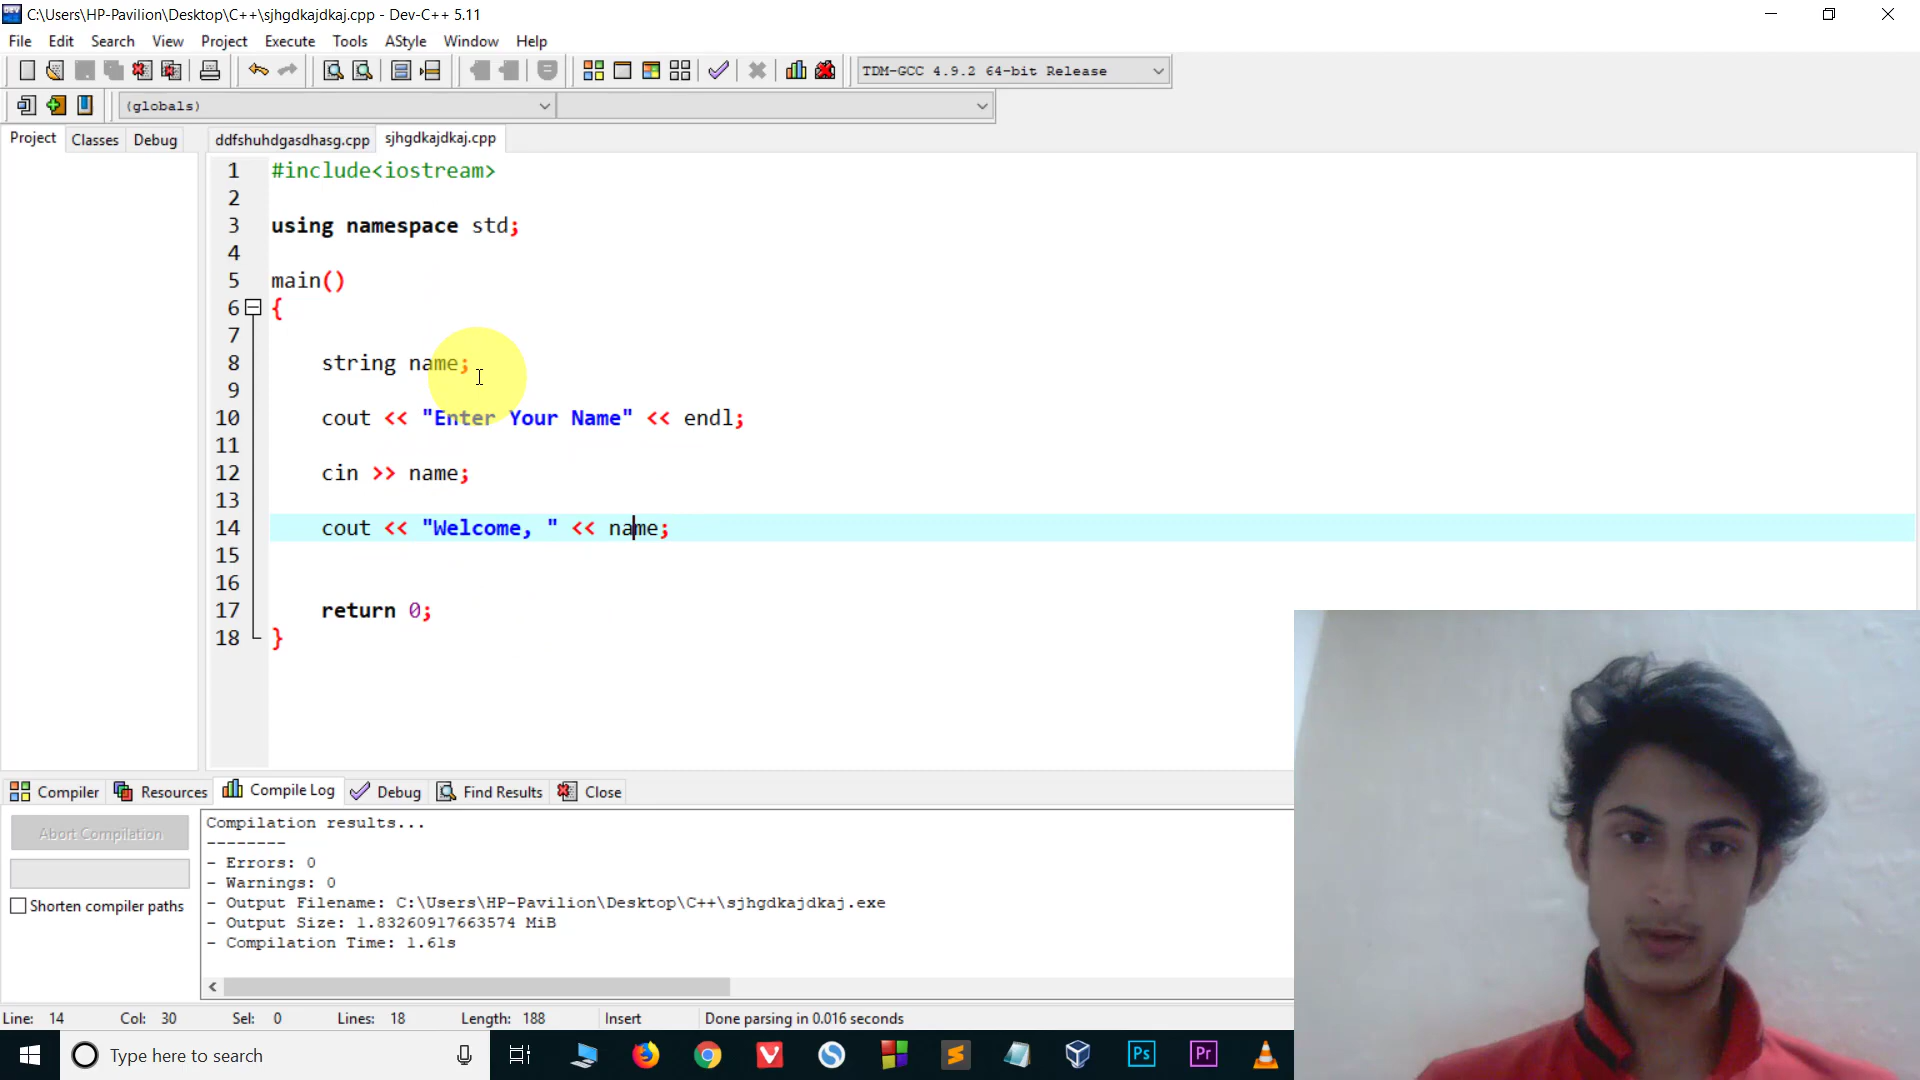 C:\Users\HP-Pavilion\Desktop\C++\sjhgdkajdkaj.cpp - Dev-C++ 5.11
File Edit Search View Project Execute Tools AStyle Window Help
TDM-GCC 4.9.2 64-bit Release
(globals)
Project Classes Debug ddfshuhdgasdhasg.cpp sjhgdkajdkaj.cpp
1 #include<iostream>
2
3 using namespace std;
4
5 main()
6 {
7
8 string name;
9
10 cout << "Enter Your Name" << endl;
11
12 cin >> name;
13
14 cout << "Welcome, " << name;
15
16
17 return 0;
18 }
Compiler Resources Compile Log Debug Find Results Close
Abort Compilation
Shorten compiler paths
Compilation results...
--------
- Errors: 0
- Warnings: 0
- Output Filename: C:\Users\HP-Pavilion\Desktop\C++\sjhgdkajdkaj.exe
- Output Size: 1.83260917663574 MiB
- Compilation Time: 1.61s
Line: 14 Col: 30 Sel: 0 Lines: 18 Length: 188 Insert Done parsing in 0.016 seconds
Type here to search
Ps Pr